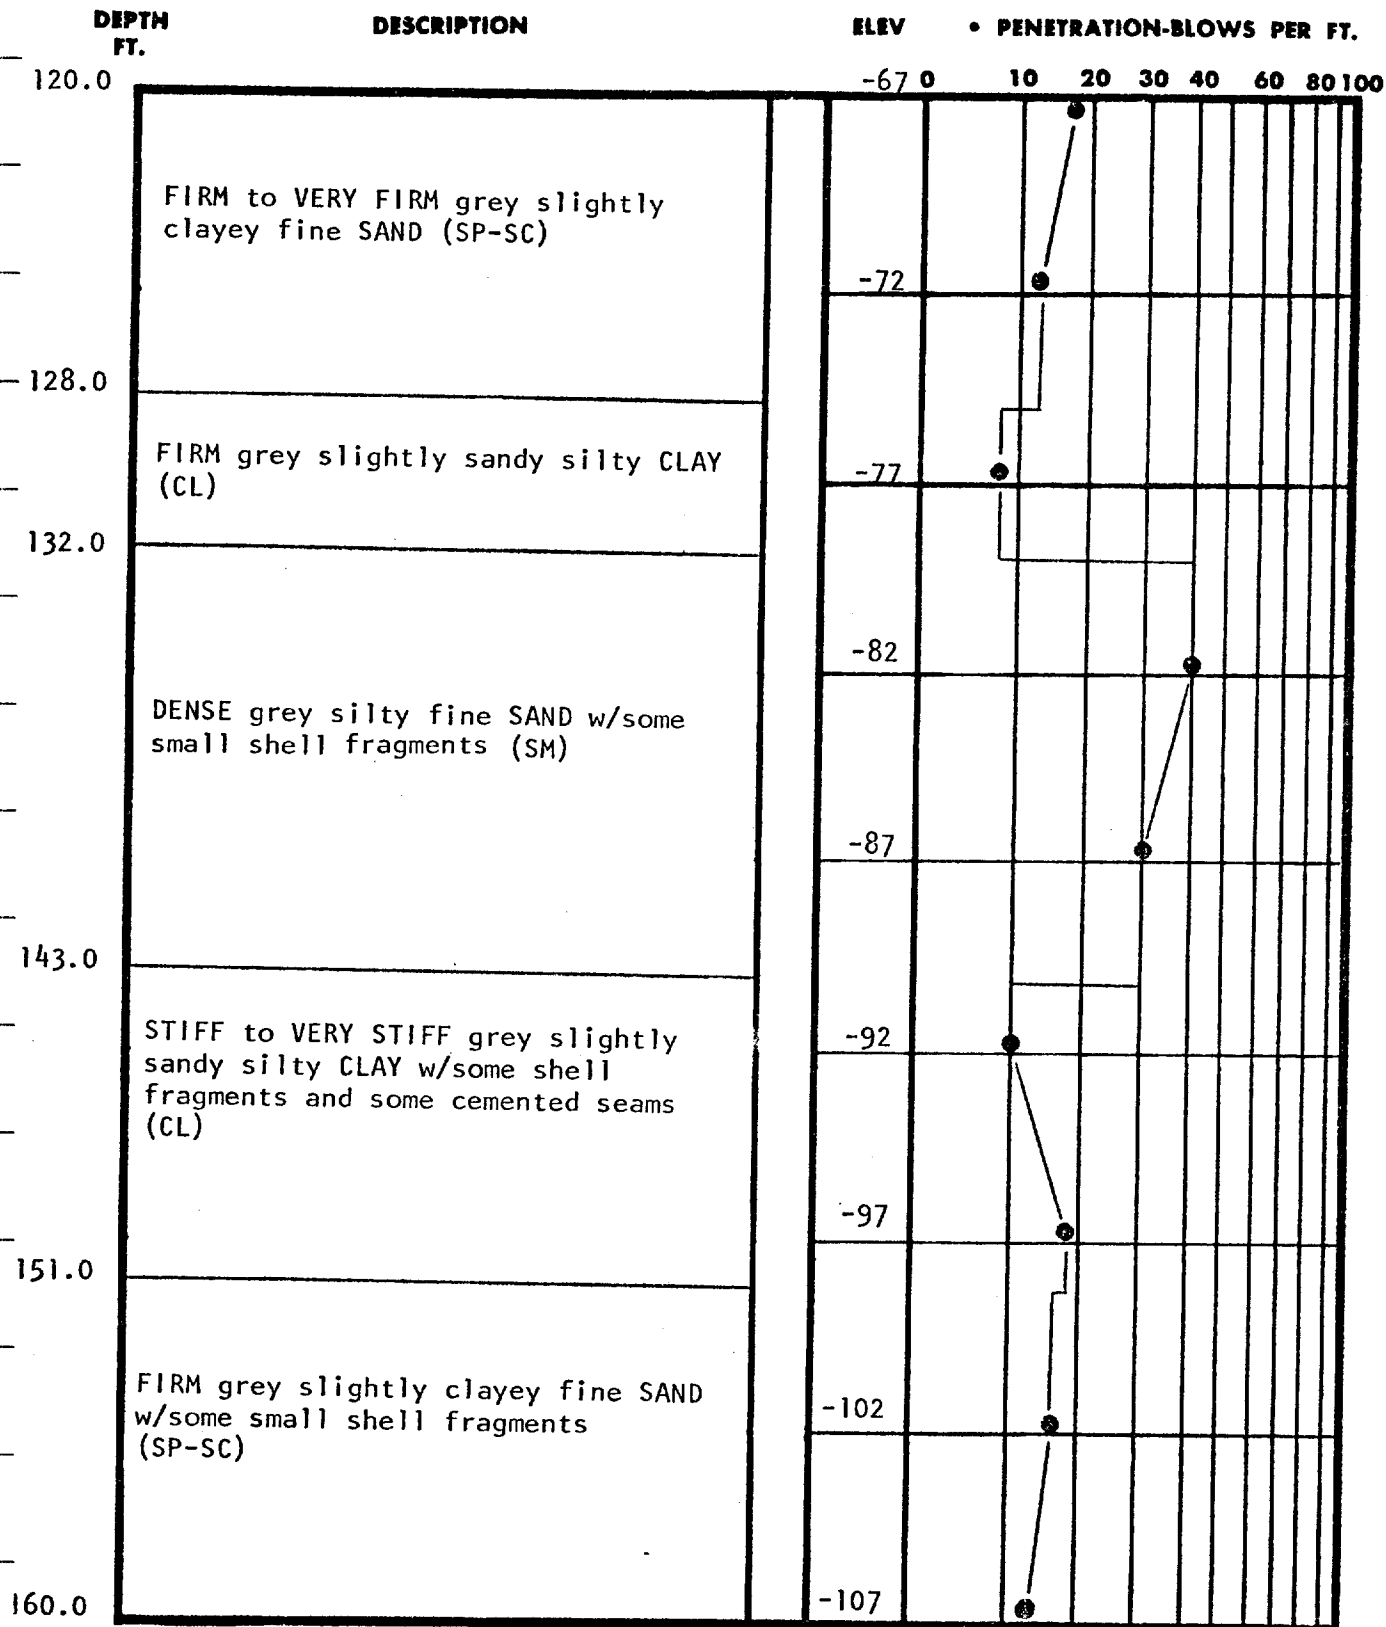 DEPTH FT. DESCRIPTION ELEV • PENETRATION-BLOWS PER FT.
120.0 -67 0 10 20 30 40 60 80 100
FIRM to VERY FIRM grey slightly
clayey fine SAND (SP-SC)
-72
128.0
FIRM grey slightly sandy silty CLAY
(CL)
-77
132.0
-82
DENSE grey silty fine SAND w/some
small shell fragments (SM)
-87
143.0
STIFF to VERY STIFF grey slightly
sandy silty CLAY w/some shell
fragments and some cemented seams
(CL)
-92
-97
151.0
FIRM grey slightly clayey fine SAND
w/some small shell fragments
(SP-SC)
-102
160.0 -107